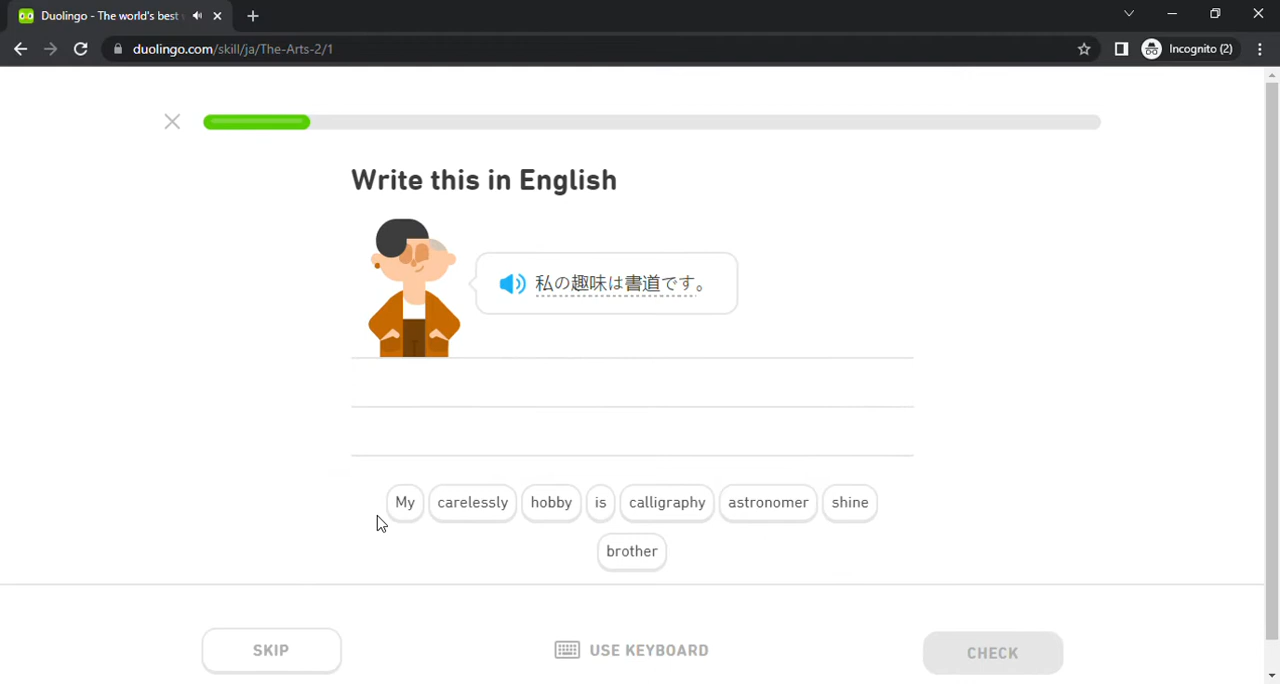 Duolingo - The world's best
duolingo.com/skill/ja/The-Arts-2/1
Incognito (2)
Write this in English
私の趣味は書道です。
My carelessly hobby is calligraphy astronomer shine
brother
SKIP
USE KEYBOARD
CHECK